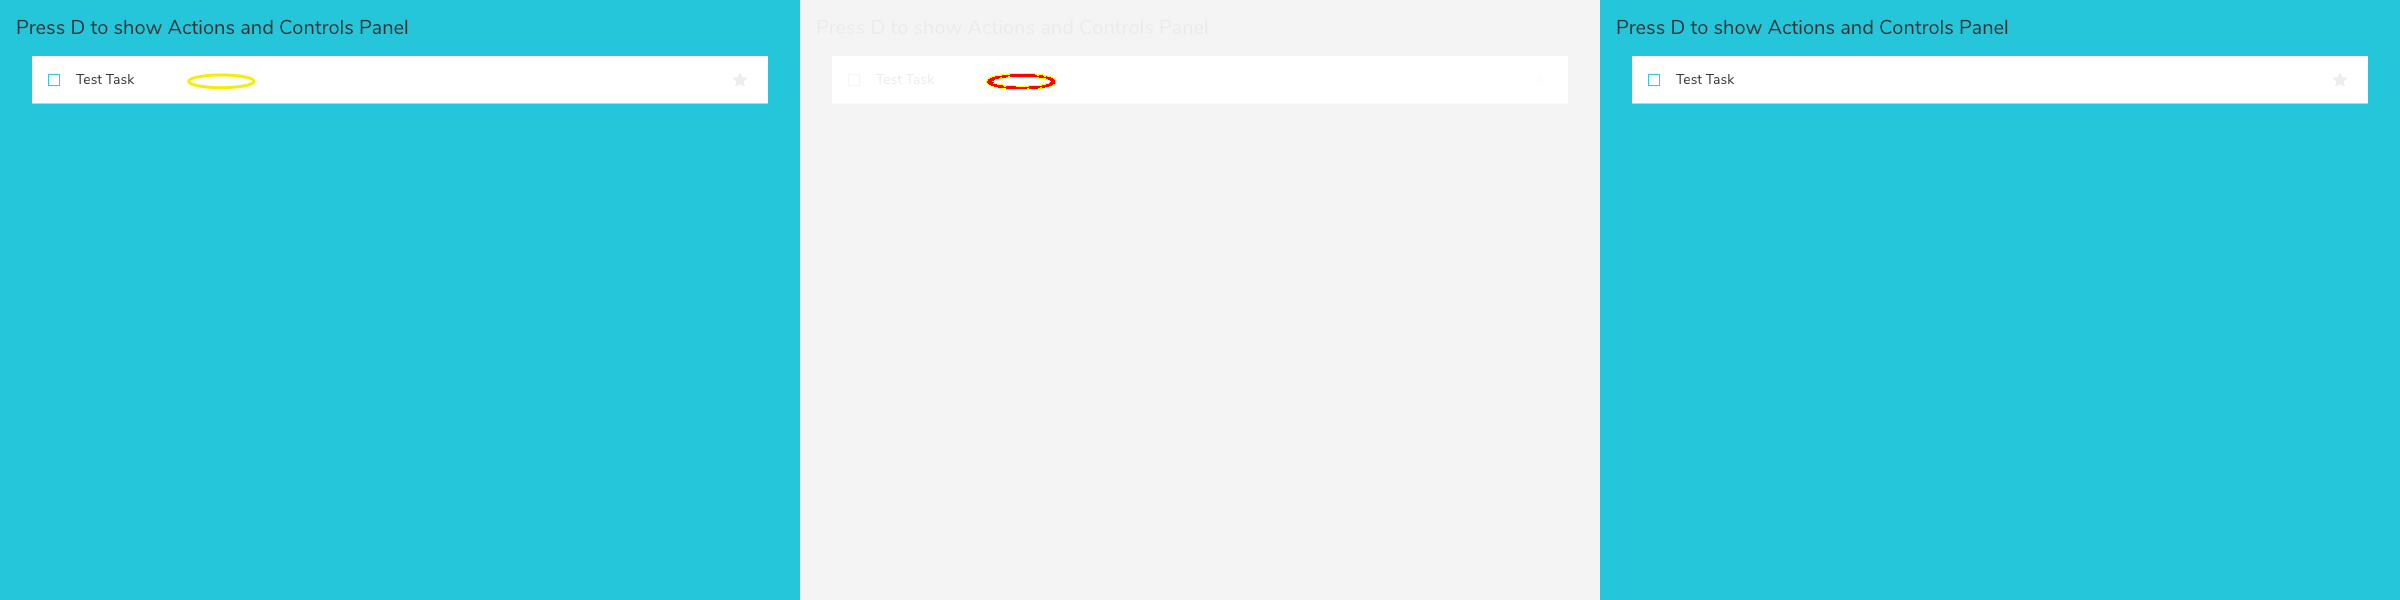 Press D to show Actions and Controls Panel
Test Task
Press D to show Actions and Controls Panel
Test Task
Press D to show Actions and Controls Panel
Test Task